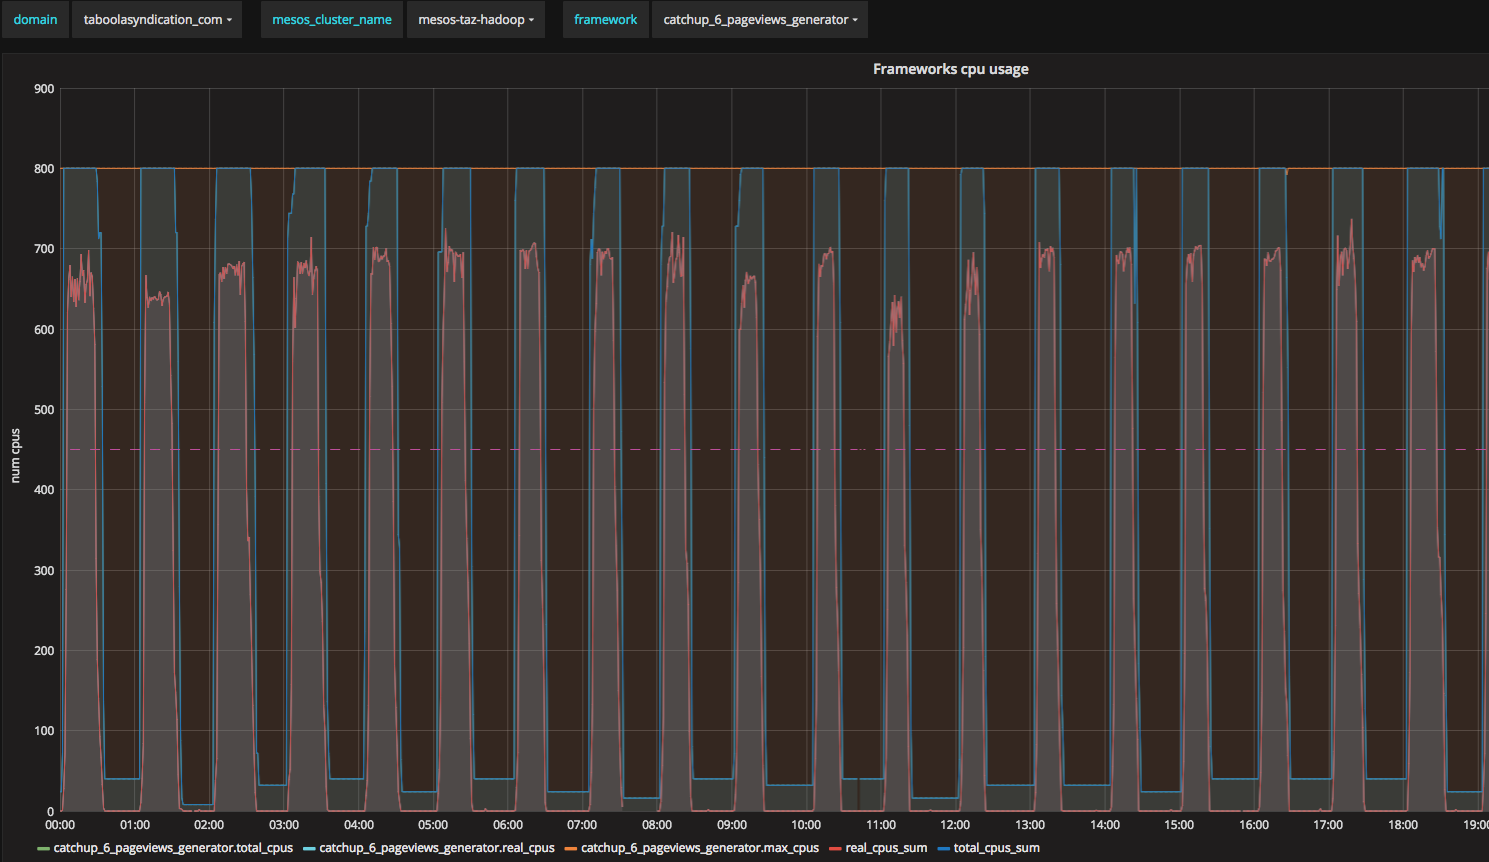 domain taboolasyndication_com mesos_cluster_name mesos-taz-hadoop framework catchup_6_pageviews_generator
Frameworks cpu usage
900
800
700
600
500
400
300
200
100
0
num cpus
00:00 01:00 02:00 03:00 04:00 05:00 06:00 07:00 08:00 09:00 10:00 11:00 12:00 13:00 14:00 15:00 16:00 17:00 18:00 19:00
catchup_6_pageviews_generator.total_cpus catchup_6_pageviews_generator.real_cpus catchup_6_pageviews_generator.max_cpus real_cpus_sum total_cpus_sum